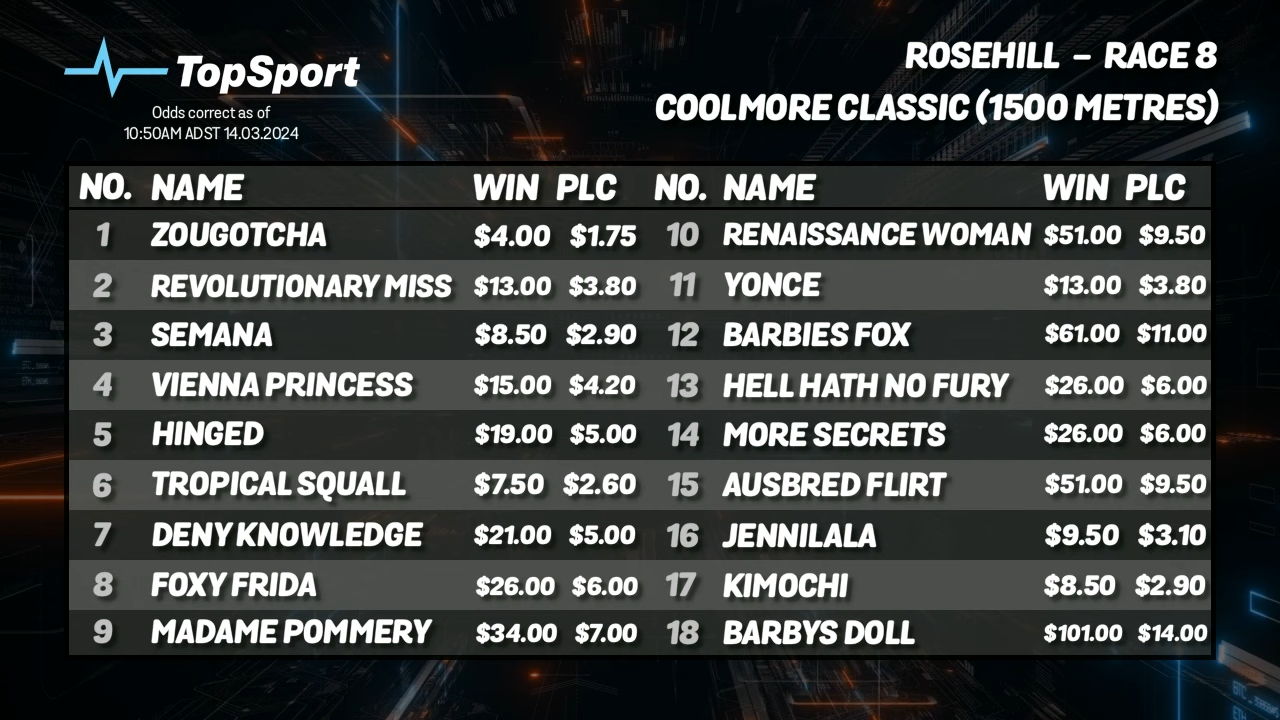 TopSport
Odds correct as of
10:50AM ADST 14.03.2024
ROSEHILL – RACE 8
COOLMORE CLASSIC (1500 METRES)
NO. NAME WIN PLC NO. NAME WIN PLC
1 ZOUGOTCHA $4.00 $1.75 10 RENAISSANCE WOMAN $51.00 $9.50
2 REVOLUTIONARY MISS $13.00 $3.80 11 YONCE $13.00 $3.80
3 SEMANA $8.50 $2.90 12 BARBIES FOX $61.00 $11.00
4 VIENNA PRINCESS $15.00 $4.20 13 HELL HATH NO FURY $26.00 $6.00
5 HINGED $19.00 $5.00 14 MORE SECRETS $26.00 $6.00
6 TROPICAL SQUALL $7.50 $2.60 15 AUSBRED FLIRT $51.00 $9.50
7 DENY KNOWLEDGE $21.00 $5.00 16 JENNILALA $9.50 $3.10
8 FOXY FRIDA $26.00 $6.00 17 KIMOCHI $8.50 $2.90
9 MADAME POMMERY $34.00 $7.00 18 BARBYS DOLL $101.00 $14.00